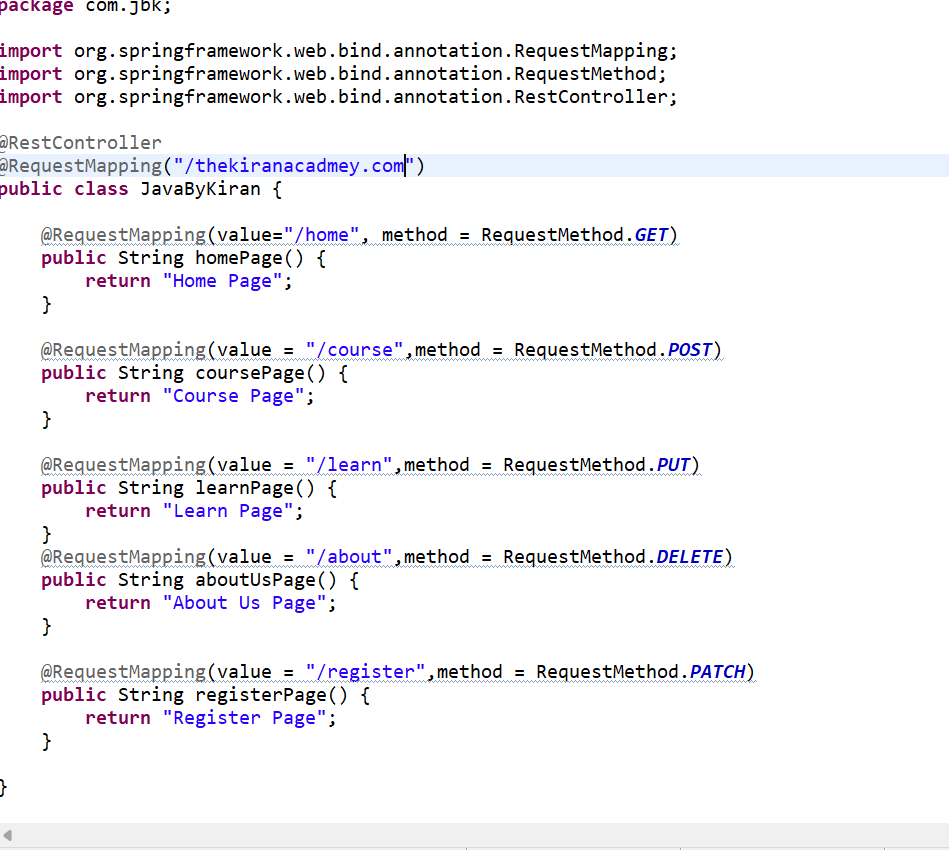 package com.jbk;
import org.springframework.web.bind.annotation.RequestMapping;
import org.springframework.web.bind.annotation.RequestMethod;
import org.springframework.web.bind.annotation.RestController;
@RestController
@RequestMapping("/thekiranacadmey.com")
public class JavaByKiran {
@RequestMapping(value="/home", method = RequestMethod.GET)
public String homePage() {
return "Home Page";
}
@RequestMapping(value = "/course",method = RequestMethod.POST)
public String coursePage() {
return "Course Page";
}
@RequestMapping(value = "/learn",method = RequestMethod.PUT)
public String learnPage() {
return "Learn Page";
}
@RequestMapping(value = "/about",method = RequestMethod.DELETE)
public String aboutUsPage() {
return "About Us Page";
}
@RequestMapping(value = "/register",method = RequestMethod.PATCH)
public String registerPage() {
return "Register Page";
}
}